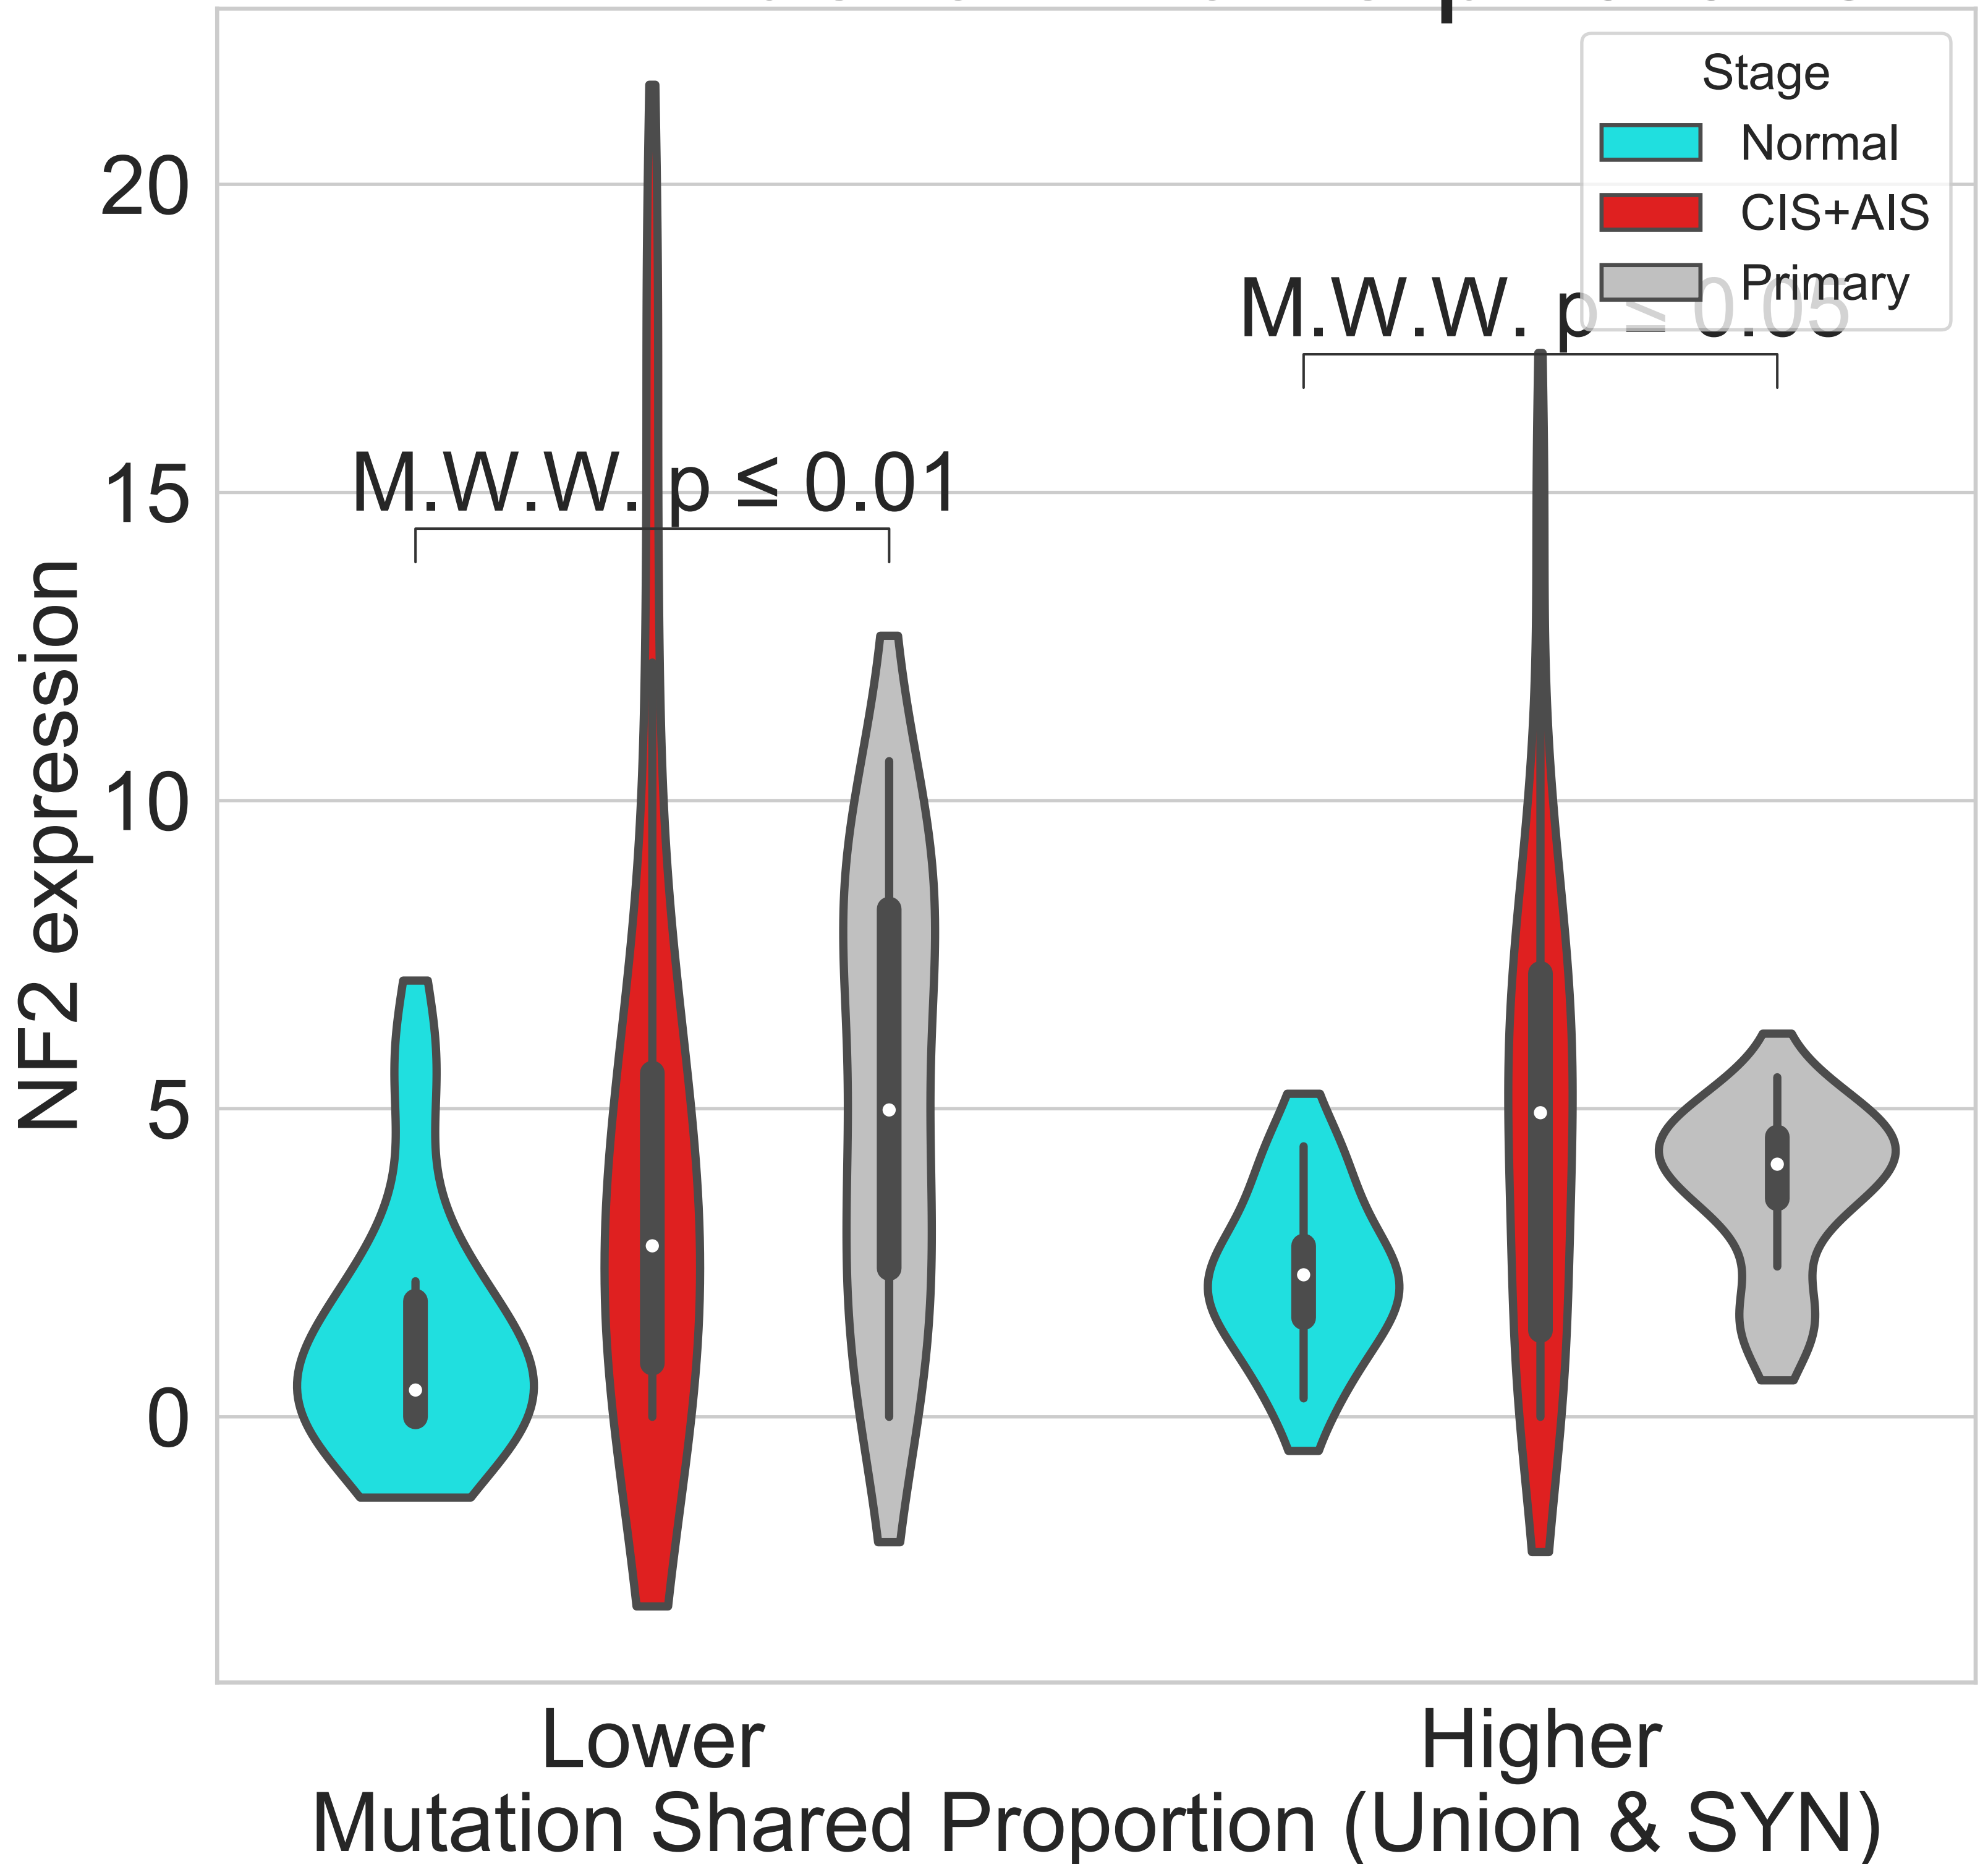 Stage
Normal
CIS+AIS
Primary
M.W.W. p ≤ 0.05
M.W.W. p ≤ 0.01
20
15
10
5
0
NF2 expression
Lower
Higher
Mutation Shared Proportion (Union & SYN)